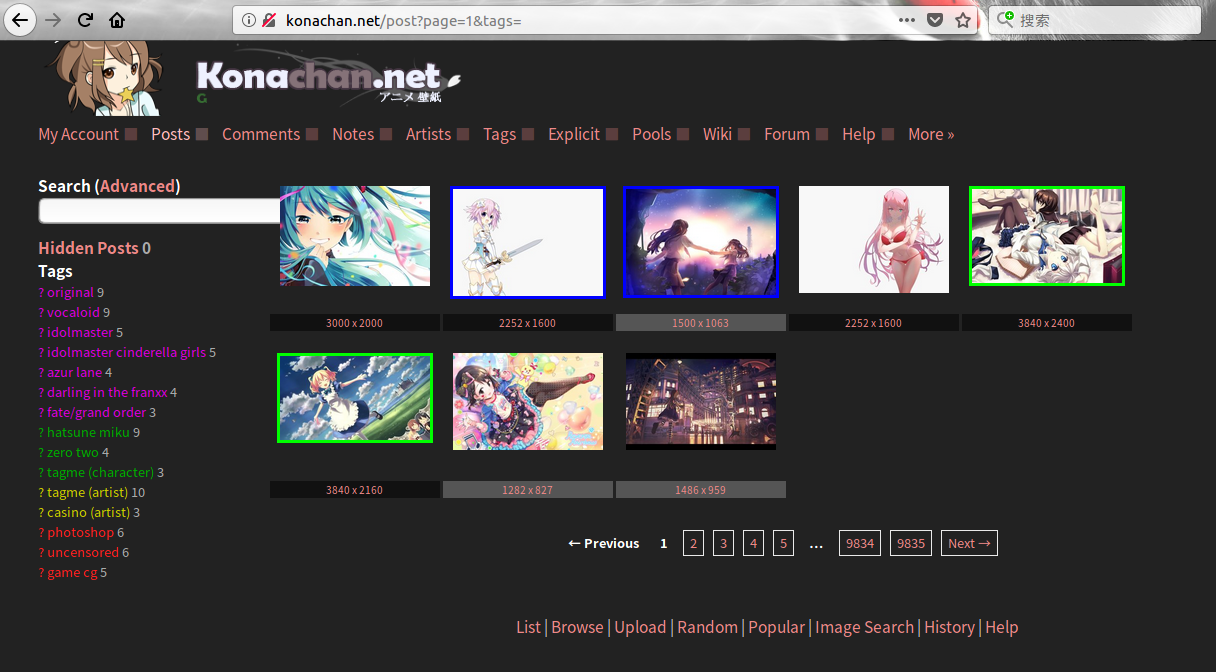 konachan.net/post?page=1&tags=
搜索
Konachan.net
G
アニメ 壁紙
My Account Posts Comments Notes Artists Tags Explicit Pools Wiki Forum Help More »
Search (Advanced)
Hidden Posts 0
Tags
? original 9
? vocaloid 9
? idolmaster 5
? idolmaster cinderella girls 5
? azur lane 4
? darling in the franxx 4
? fate/grand order 3
? hatsune miku 9
? zero two 4
? tagme (character) 3
? tagme (artist) 10
? casino (artist) 3
? photoshop 6
? uncensored 6
? game cg 5
3000 x 2000
2252 x 1600
1500 x 1063
2252 x 1600
3840 x 2400
3840 x 2160
1282 x 827
1486 x 959
← Previous 1 2 3 4 5 … 9834 9835 Next →
List | Browse | Upload | Random | Popular | Image Search | History | Help